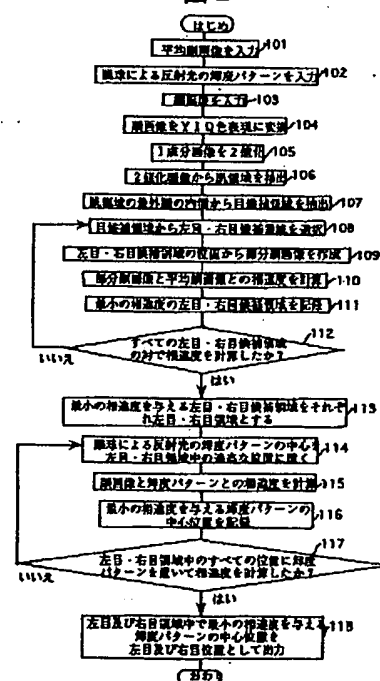 はじめ
平均顔画像を入力 101
眼球による反射光の輝度パターンを入力 102
顔画像を入力 103
顔画像をYIQ色表現に変換 104
I成分画像を2値化 105
2値化画像から肌領域を抽出 106
肌領域の最外郭の内側から目候補領域を抽出 107
目候補領域から左目・右目候補領域を選択 108
左目・右目候補領域の位置から部分顔画像を作成 109
部分顔画像と平均顔画像との相違度を計算 110
最小の相違度の左目・右目候補領域を記録 111
112
すべての左目・右目候補領域
の対で相違度を計算したか?
いいえ
はい
最小の相違度を与える左目・右目候補領域をそれぞ
れ左目・右目領域とする 113
眼球による反射光の輝度パターンの中心を
左目・右目領域中の適当な位置に置く 114
顔画像と輝度パターンとの相違度を計算 115
最小の相違度を与える輝度パターンの
中心位置を記録 116
117
左目・右目領域中のすべての位置に輝度
パターンを置いて相違度を計算したか?
いいえ
はい
左目及び右目領域中で最小の相違度を与える
輝度パターンの中心位置を
左目及び右目位置として出力 118
おわり